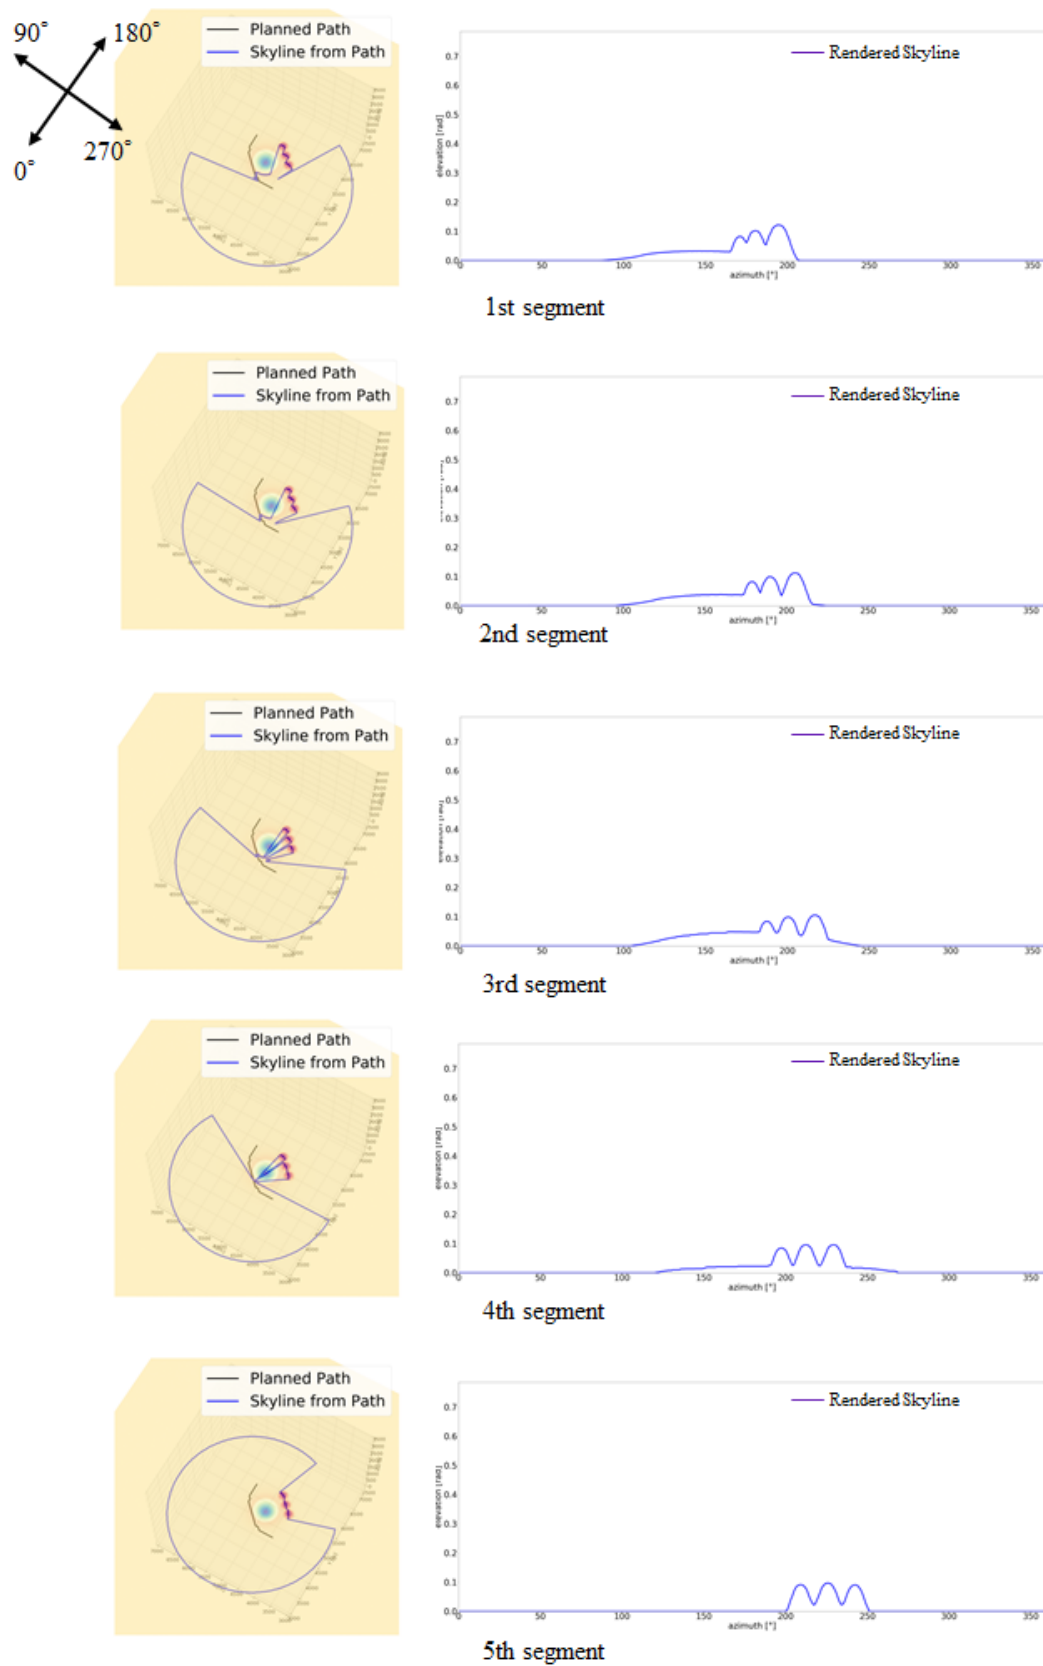 90°
180°
0°
270°
Planned Path
Skyline from Path
Rendered Skyline
elevation [rad]
0.7
0.6
0.5
0.4
0.3
0.2
0.1
0.0
0 50 100 150 200 250 300 350
azimuth [°]
1st segment
Planned Path
Skyline from Path
Rendered Skyline
0.7
0.6
0.5
0.4
0.3
0.2
0.1
0.0
0 50 100 150 200 250 300 350
azimuth [°]
2nd segment
Planned Path
Skyline from Path
Rendered Skyline
0.7
0.6
0.5
0.4
0.3
0.2
0.1
0.0
0 50 100 150 200 250 300 350
azimuth [°]
3rd segment
Planned Path
Skyline from Path
Rendered Skyline
elevation [rad]
0.7
0.6
0.5
0.4
0.3
0.2
0.1
0.0
0 50 100 150 200 250 300 350
azimuth [°]
4th segment
Planned Path
Skyline from Path
Rendered Skyline
elevation [rad]
0.7
0.6
0.5
0.4
0.3
0.2
0.1
0.0
0 50 100 150 200 250 300 350
azimuth [°]
5th segment